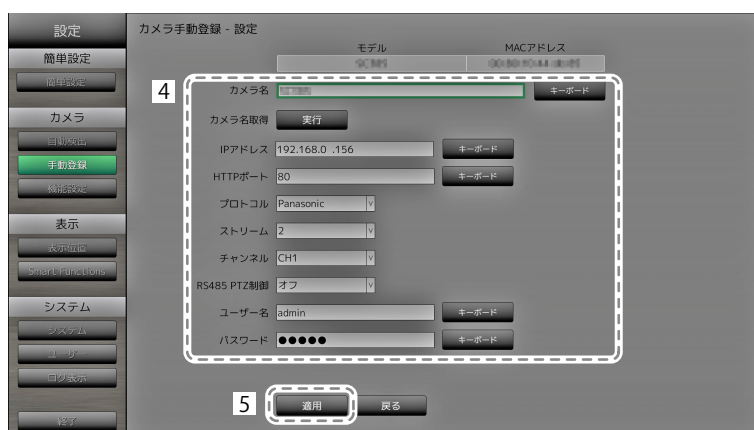 設定
カメラ手動登録 - 設定
モデル
MACアドレス
簡単設定
簡単設定
4
カメラ名
キーボード
カメラ
カメラ名取得
実行
自動検出
IPアドレス
192.168.0 .156
キーボード
手動登録
HTTPポート
80
キーボード
機能設定
プロトコル
Panasonic
表示
ストリーム
2
表示位置
チャンネル
CH1
Smart Functions
RS485 PTZ制御
オフ
システム
ユーザー名
admin
キーボード
システム
パスワード
●●●●●
キーボード
ユーザー
ログ表示
5
適用
戻る
終了